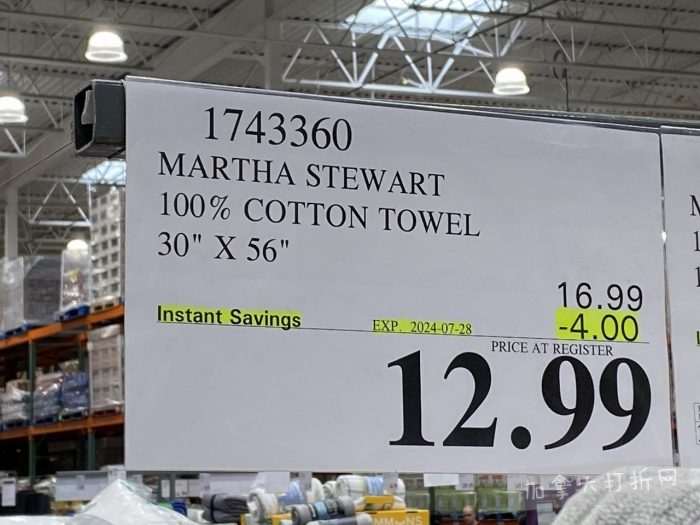 1743360
MARTHA STEWART
100% COTTON TOWEL
30" X 56"
16.99
Instant Savings EXP. 2024-07-28 -4.00
PRICE AT REGISTER
12.99
加拿大打折网